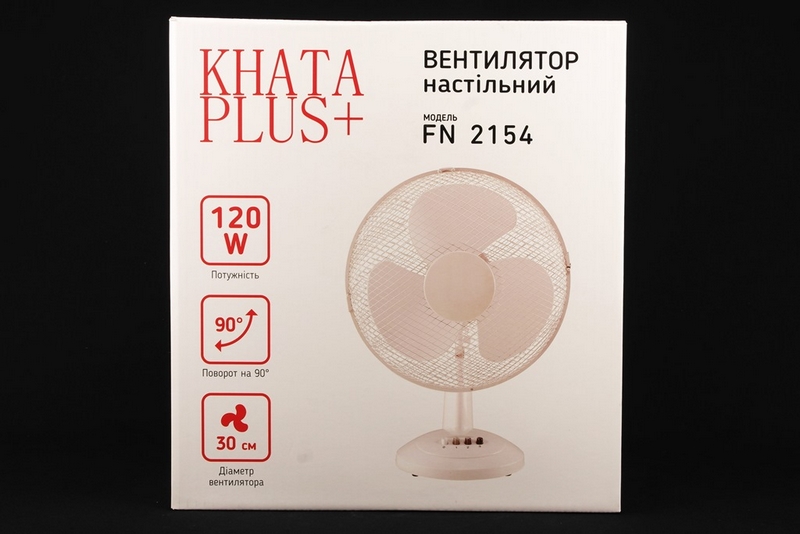 KHATA
PLUS+
ВЕНТИЛЯТОР
настільний
МОДЕЛЬ
FN 2154
120
W
Потужність
90°
Поворот на 90°
30 см
Діаметр
вентилятора